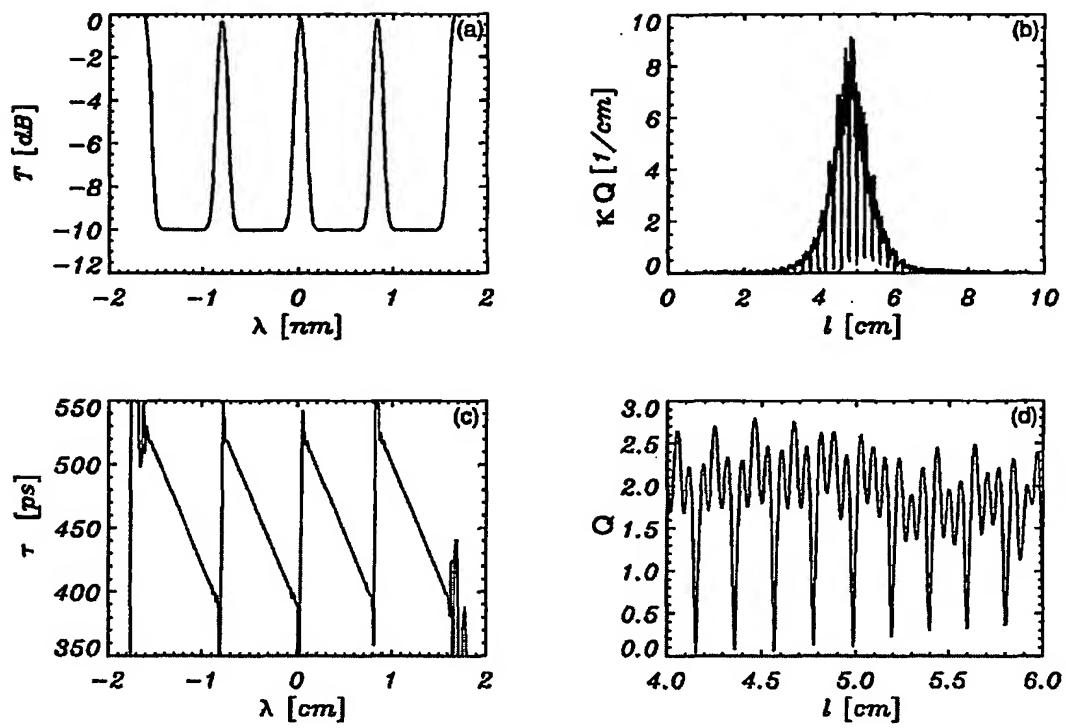 (a)
0
-2
-4
-6
-8
-10
-12
T [dB]
-2 -1 0 1 2
λ [nm]
(b)
10
8
6
4
2
0
κ Q [1/cm]
0 2 4 6 8 10
l [cm]
(c)
550
500
450
400
350
τ [ps]
-2 -1 0 1 2
λ [cm]
(d)
3.0
2.5
2.0
1.5
1.0
0.5
0.0
Q
4.0 4.5 5.0 5.5 6.0
l [cm]